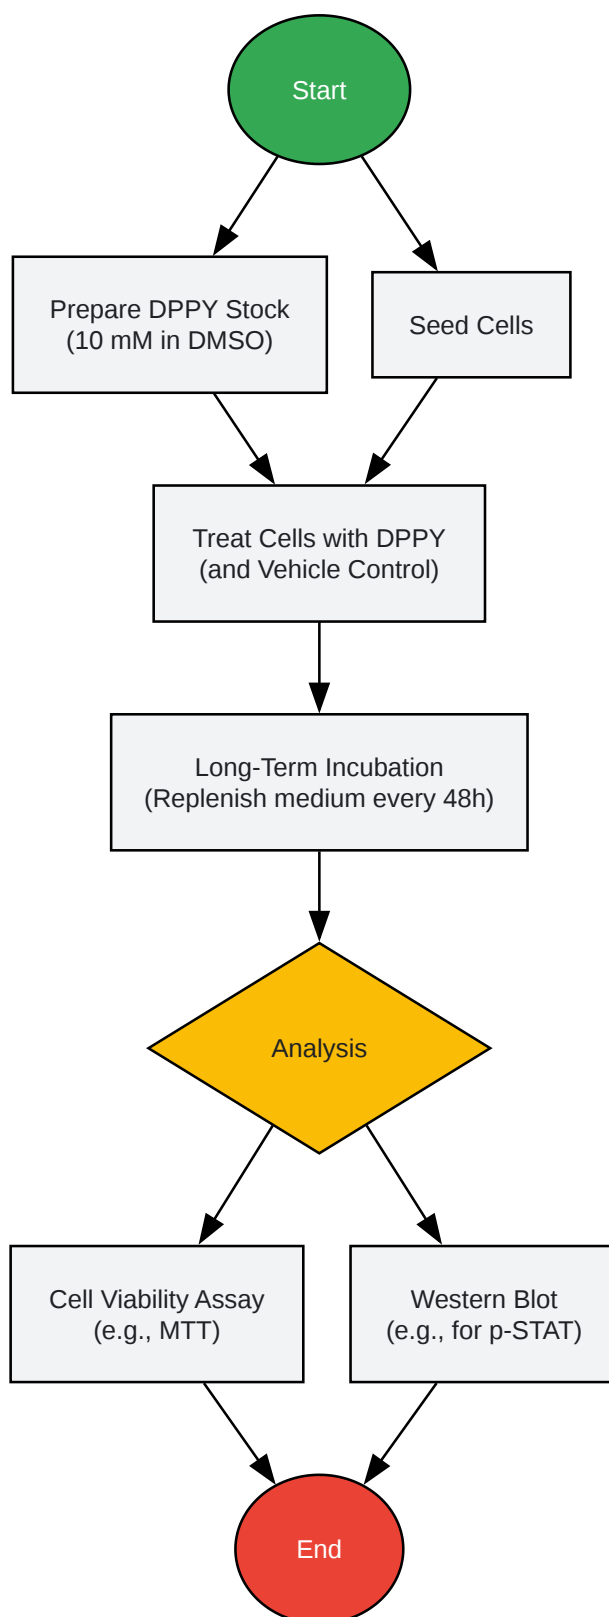 Start
Prepare DPPY Stock
(10 mM in DMSO)
Seed Cells
Treat Cells with DPPY
(and Vehicle Control)
Long-Term Incubation
(Replenish medium every 48h)
Analysis
Cell Viability Assay
(e.g., MTT)
Western Blot
(e.g., for p-STAT)
End